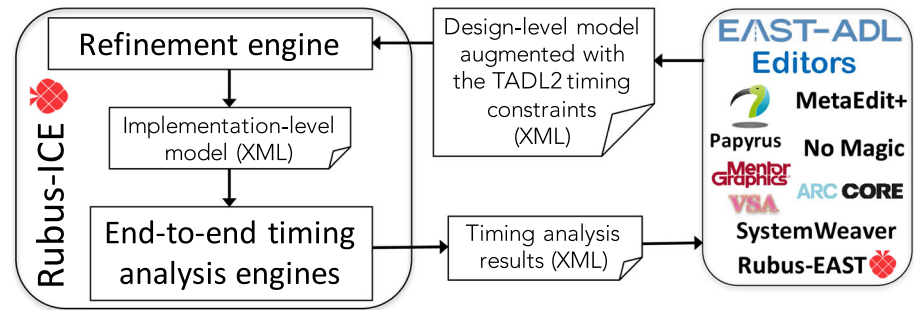 Rubus-ICE
Refinement engine
Implementation-level
model (XML)
End-to-end timing
analysis engines
Design-level model
augmented with
the TADL2 timing
constraints
(XML)
Timing analysis
results (XML)
EAST-ADL
Editors
Papyrus
MetaEdit+
No Magic
Mentor
Graphics
VSA
ARC CORE
SystemWeaver
Rubus-EAST